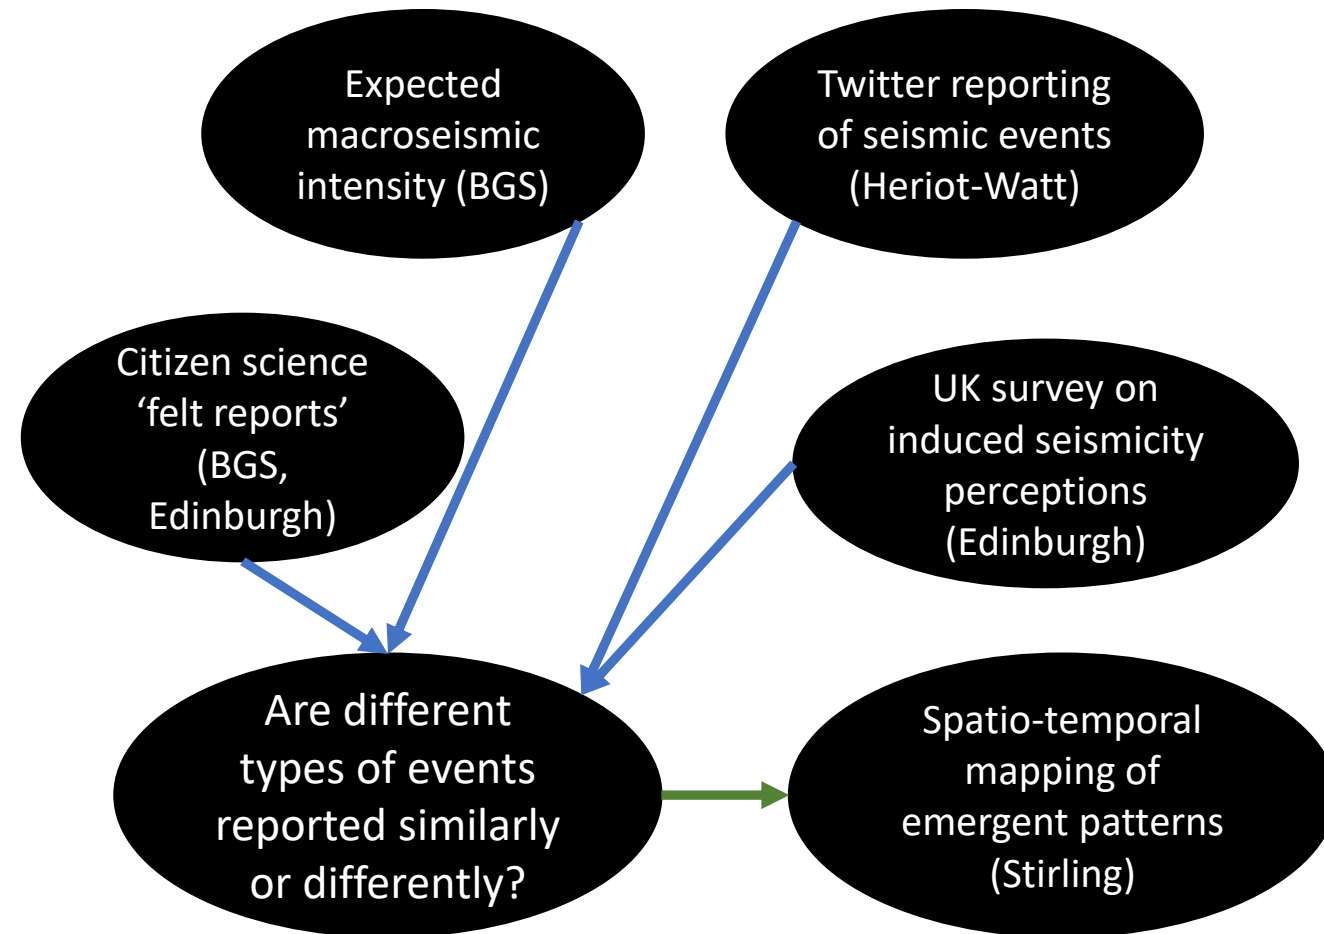 Expected
macroseismic
intensity (BGS)
Twitter reporting
of seismic events
(Heriot-Watt)
Citizen science
‘felt reports’
(BGS,
Edinburgh)
UK survey on
induced seismicity
perceptions
(Edinburgh)
Are different
types of events
reported similarly
or differently?
Spatio-temporal
mapping of
emergent patterns
(Stirling)